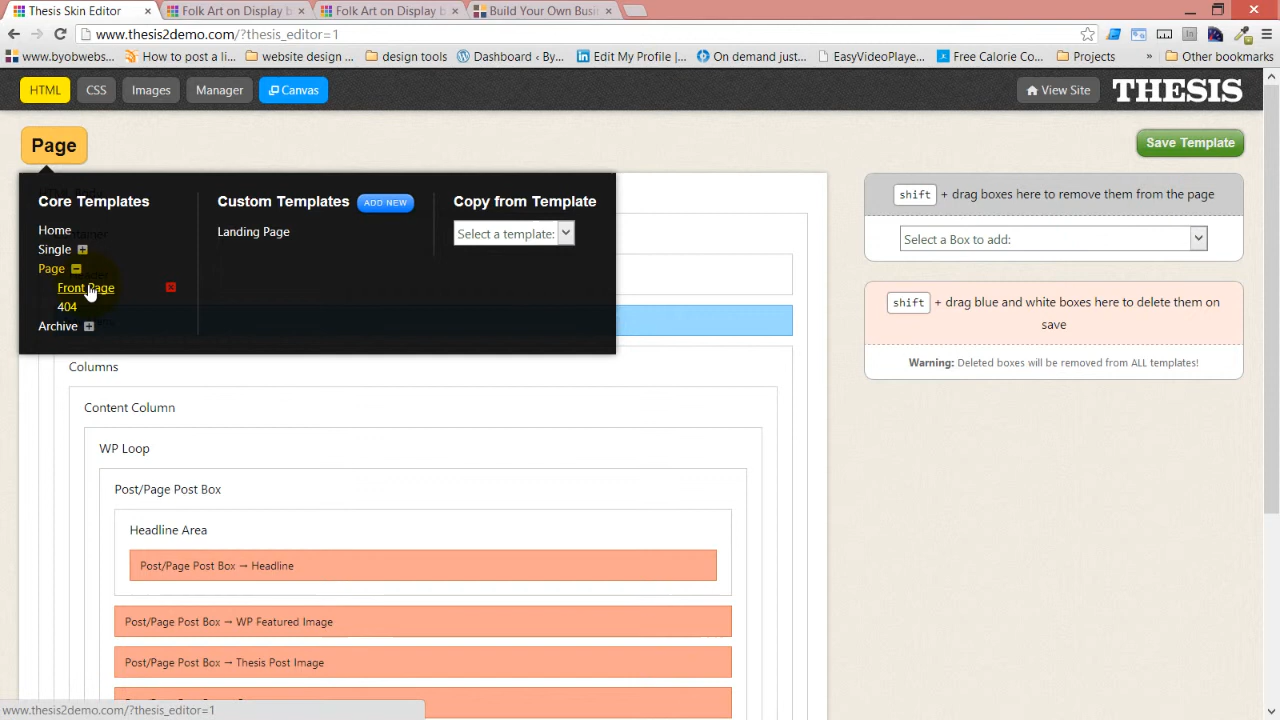 Thesis Skin Editor
Folk Art on Display b
Folk Art on Display b
Build Your Own Busi
www.thesis2demo.com/?thesis_editor=1
www.byobwebs...
How to post a li...
website design
design tools
Dashboard ‹ By...
Edit My Profile |...
On demand just...
EasyVideoPlaye...
Free Calorie Co...
Projects
»
Other bookmarks
HTML
CSS
Images
Manager
Canvas
View Site
THESIS
Page
Save Template
Core Templates
Home
Single
Page
Front Page
404
Archive
Custom Templates
ADD NEW
Landing Page
Copy from Template
Select a template:
shift + drag boxes here to remove them from the page
Select a Box to add:
shift + drag blue and white boxes here to delete them on
save
Warning: Deleted boxes will be removed from ALL templates!
Columns
Content Column
WP Loop
Post/Page Post Box
Headline Area
Post/Page Post Box → Headline
Post/Page Post Box → WP Featured Image
Post/Page Post Box → Thesis Post Image
www.thesis2demo.com/?thesis_editor=1